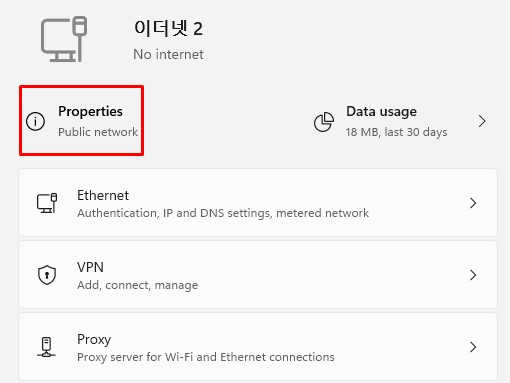 이더넷 2
No internet
Properties
Public network
Data usage
18 MB, last 30 days
Ethernet
Authentication, IP and DNS settings, metered network
VPN
Add, connect, manage
Proxy
Proxy server for Wi-Fi and Ethernet connections